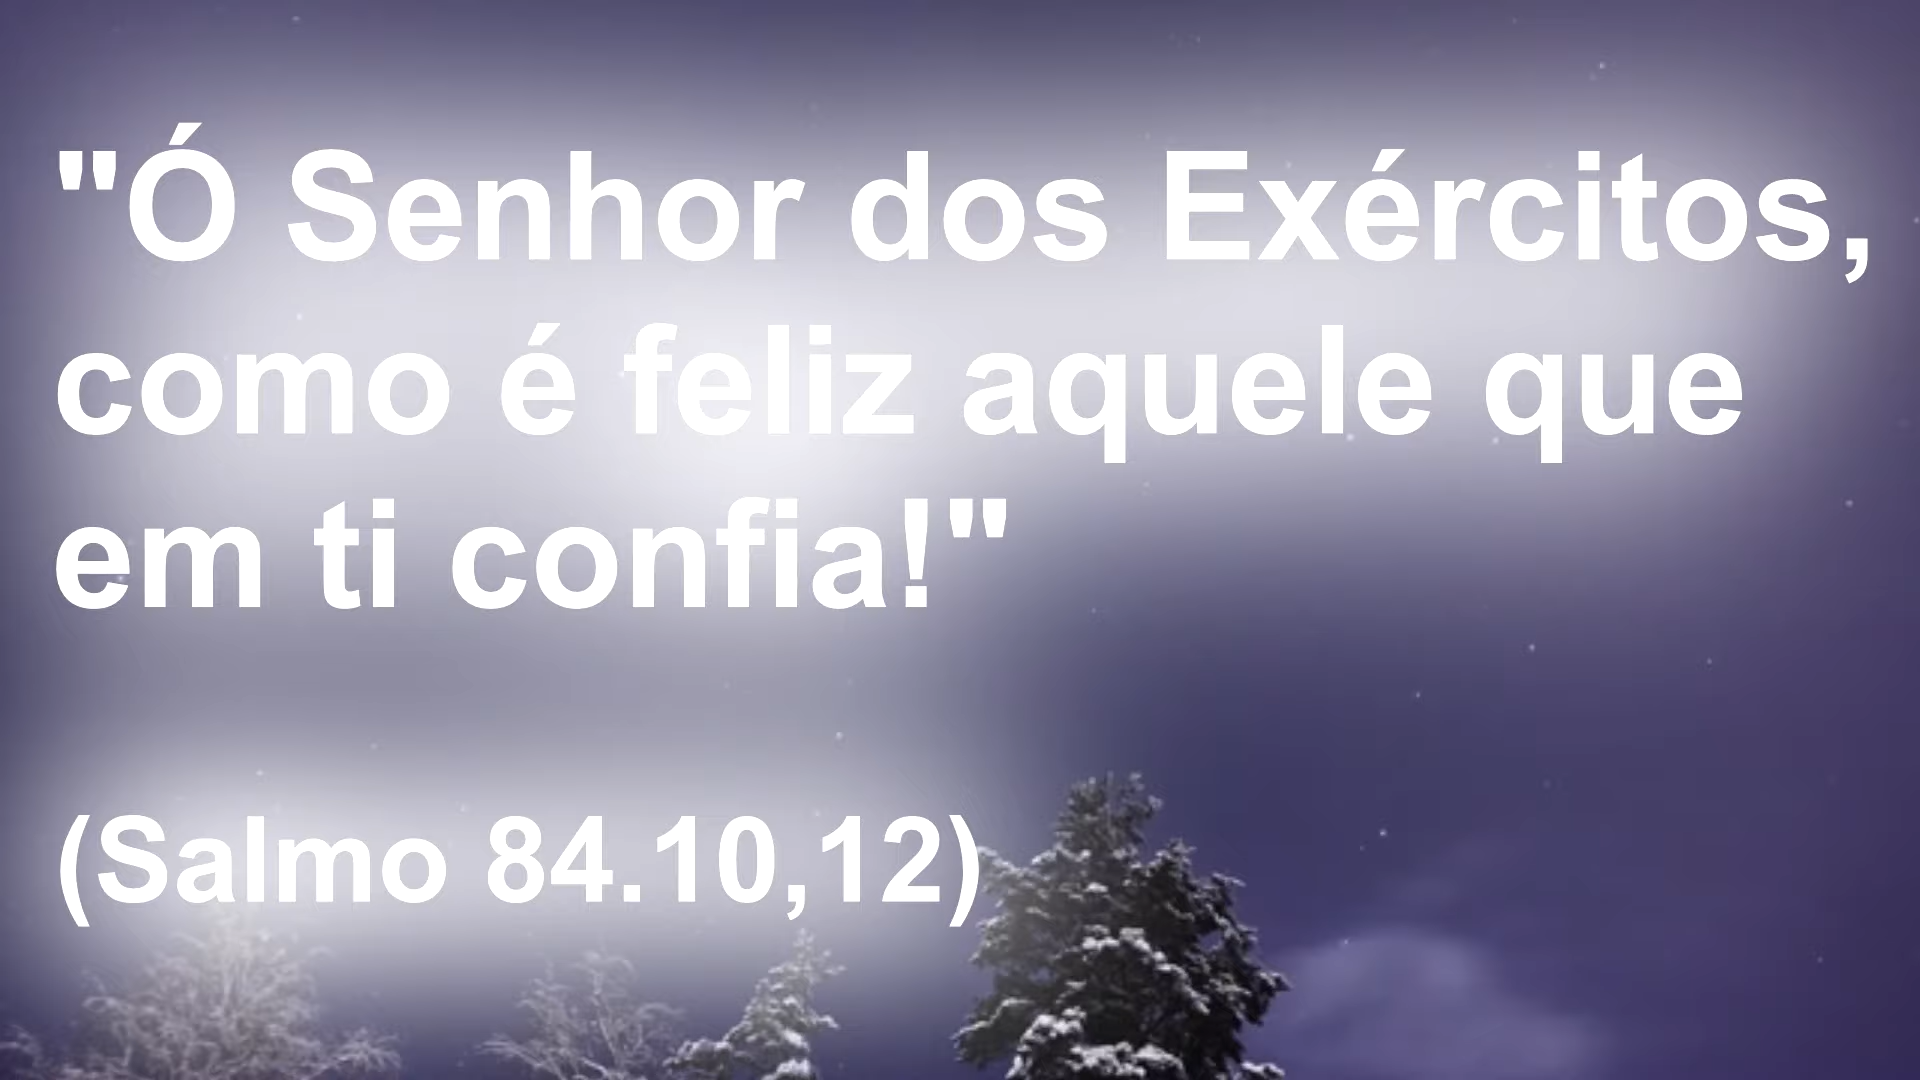 "Ó Senhor dos Exércitos,
como é feliz aquele que
em ti confia!"
(Salmo 84.10,12)